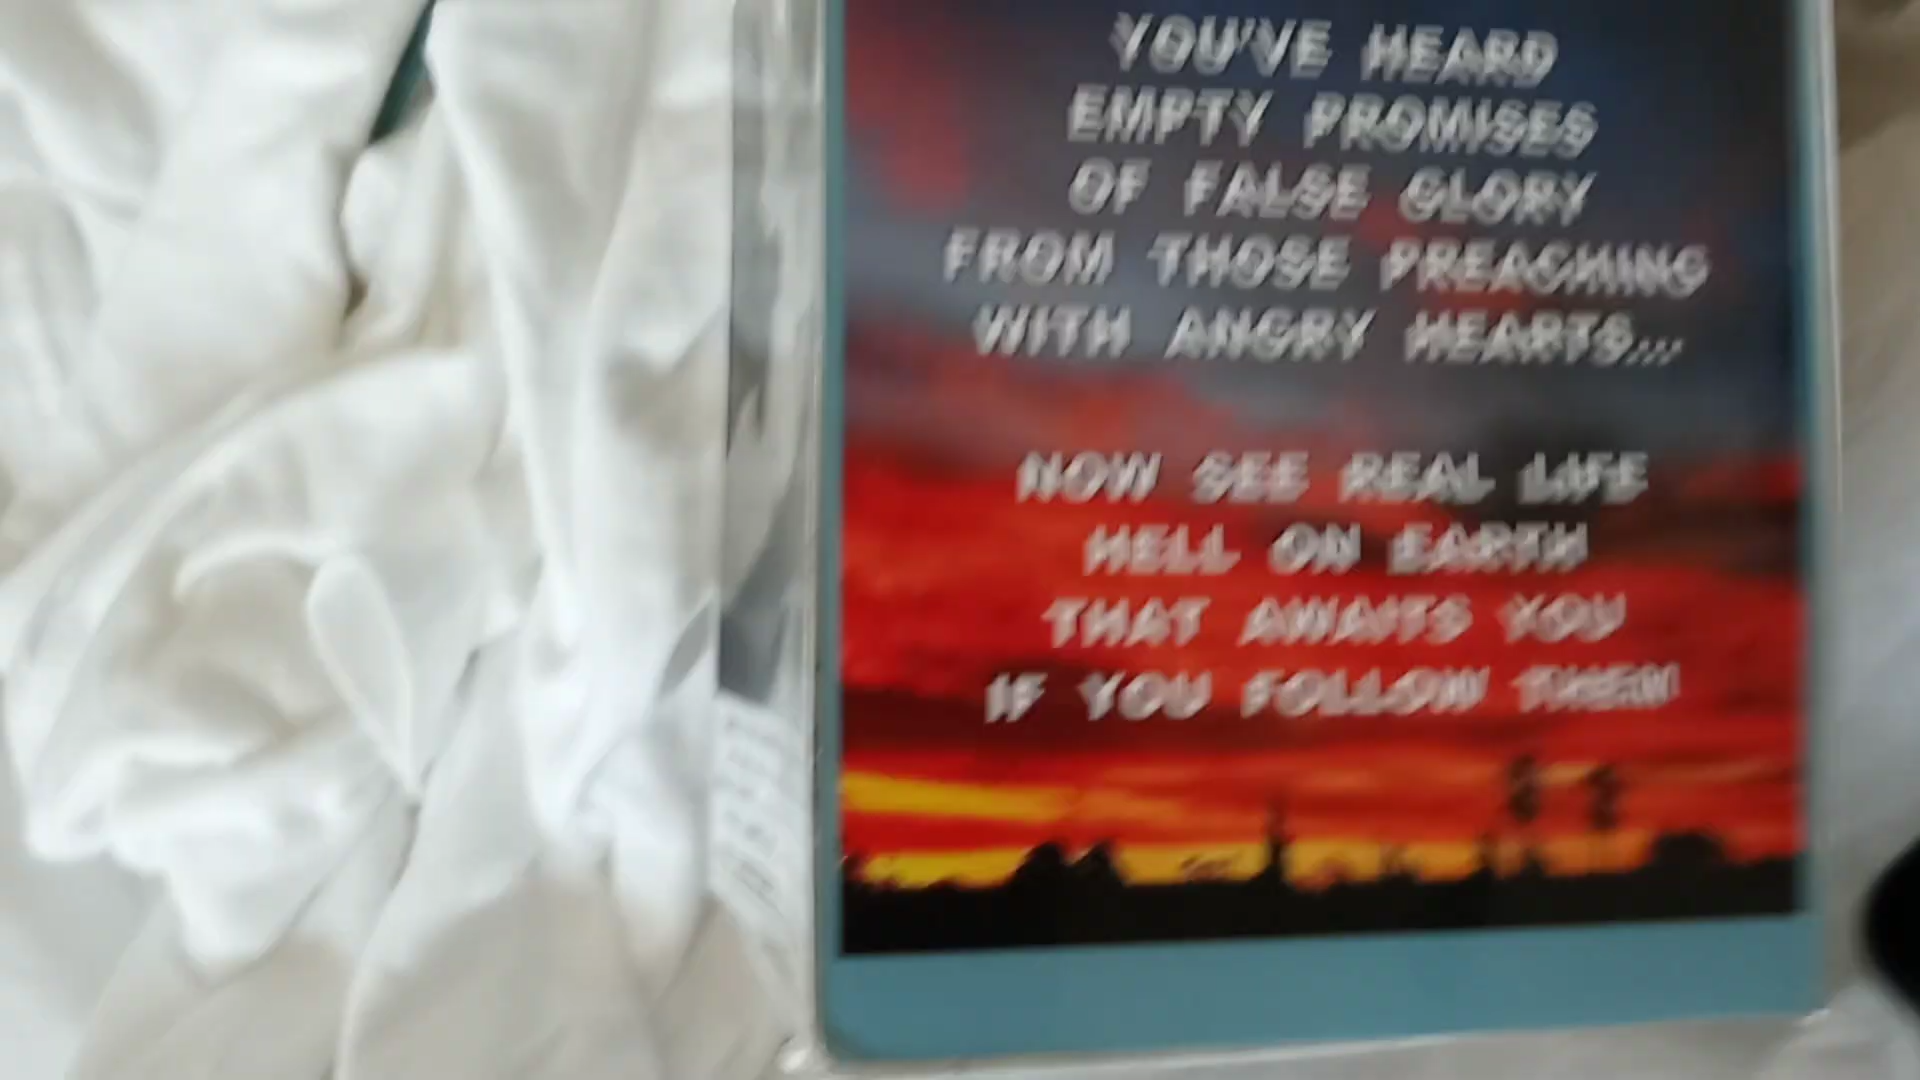 YOU'VE HEARD
EMPTY PROMISES
OF FALSE GLORY
FROM THOSE PREACHING
WITH ANGRY HEARTS...
NOW SEE REAL LIFE
HELL ON EARTH
THAT AWAITS YOU
IF YOU FOLLOW THEM